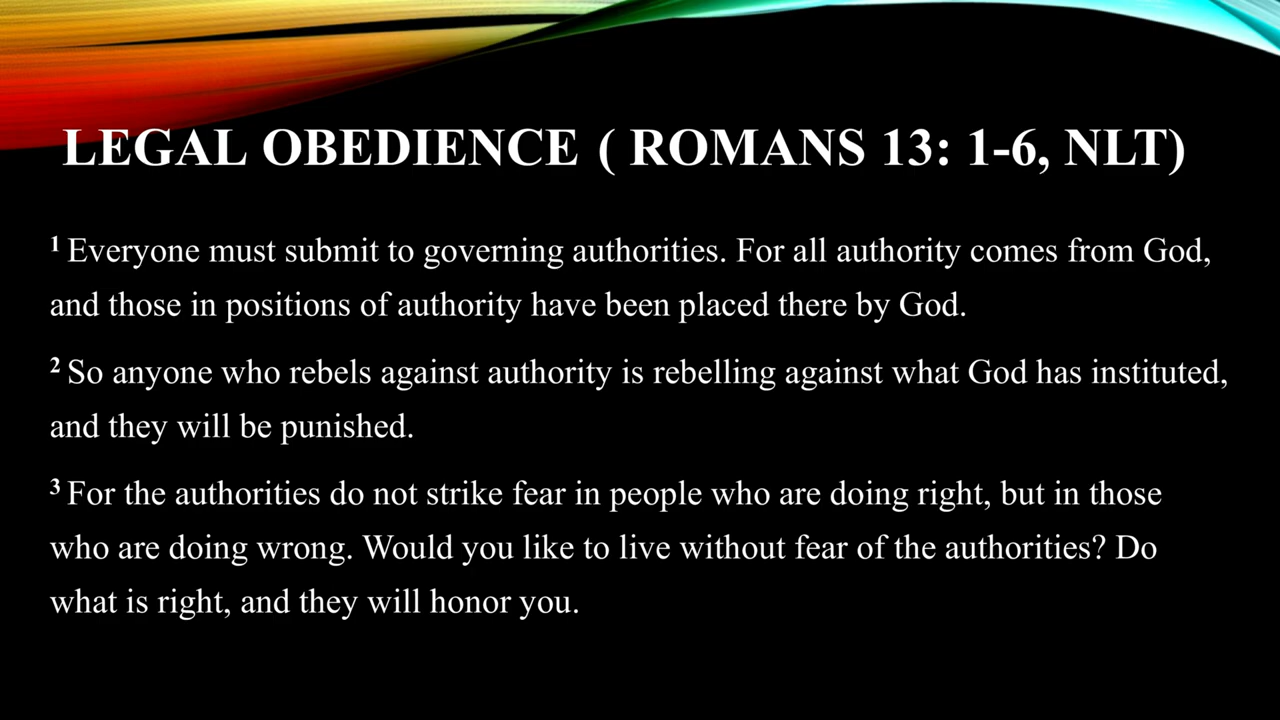 LEGAL OBEDIENCE ( ROMANS 13: 1-6, NLT)
1 Everyone must submit to governing authorities. For all authority comes from God,
and those in positions of authority have been placed there by God.
2 So anyone who rebels against authority is rebelling against what God has instituted,
and they will be punished.
3 For the authorities do not strike fear in people who are doing right, but in those
who are doing wrong. Would you like to live without fear of the authorities? Do
what is right, and they will honor you.